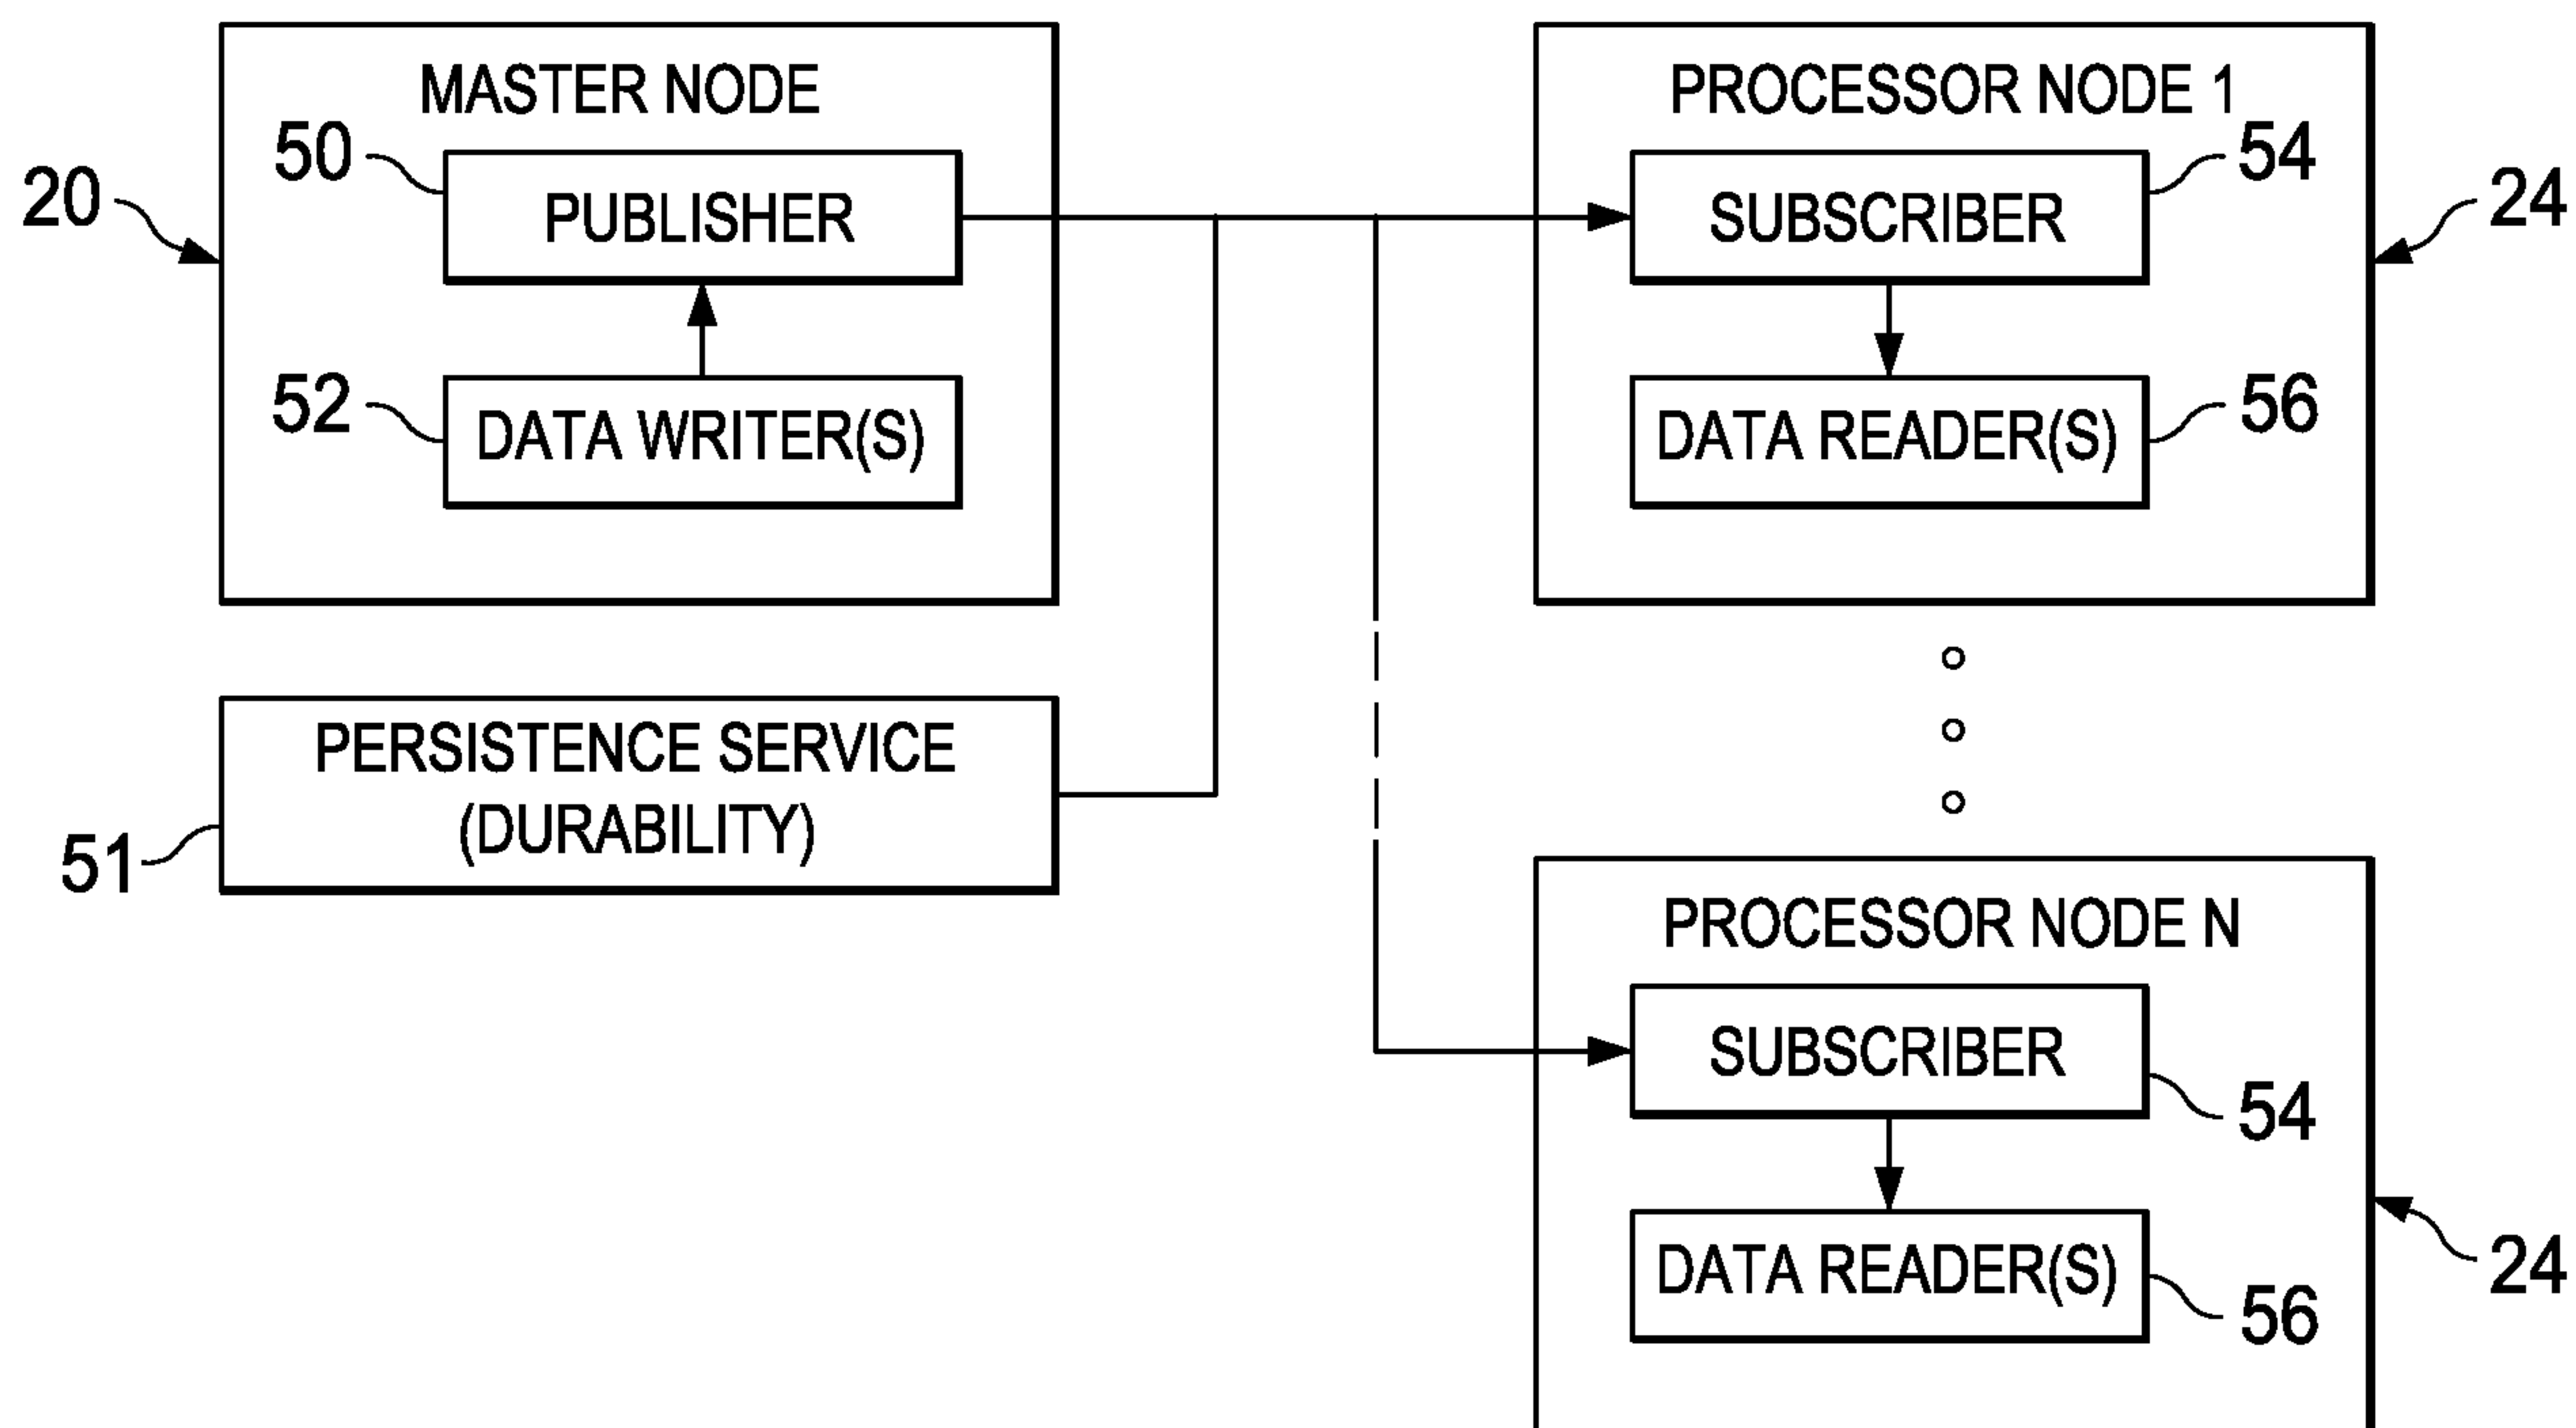 MASTER NODE
50
PUBLISHER
20
52
DATA WRITER(S)
PERSISTENCE SERVICE
(DURABILITY)
51
PROCESSOR NODE 1
54
SUBSCRIBER
24
DATA READER(S)
56
PROCESSOR NODE N
SUBSCRIBER
54
DATA READER(S)
56
24